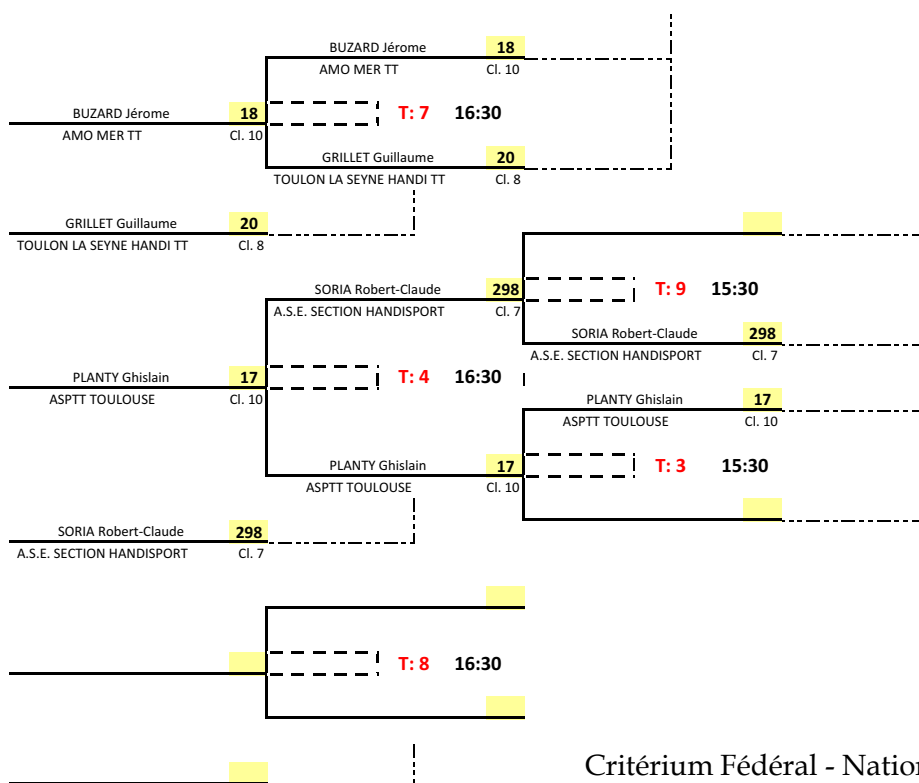 BUZARD Jérome 18
AMO MER TT Cl. 10
BUZARD Jérome 18 T: 7 16:30
AMO MER TT Cl. 10
GRILLET Guillaume 20
TOULON LA SEYNE HANDI TT Cl. 8
GRILLET Guillaume 20
TOULON LA SEYNE HANDI TT Cl. 8
SORIA Robert-Claude 298 T: 9 15:30
A.S.E. SECTION HANDISPORT Cl. 7
SORIA Robert-Claude 298
A.S.E. SECTION HANDISPORT Cl. 7
PLANTY Ghislain 17 T: 4 16:30
ASPTT TOULOUSE Cl. 10
PLANTY Ghislain 17
ASPTT TOULOUSE Cl. 10
PLANTY Ghislain 17 T: 3 15:30
ASPTT TOULOUSE Cl. 10
SORIA Robert-Claude 298
A.S.E. SECTION HANDISPORT Cl. 7
T: 8 16:30
Critérium Fédéral - Nation